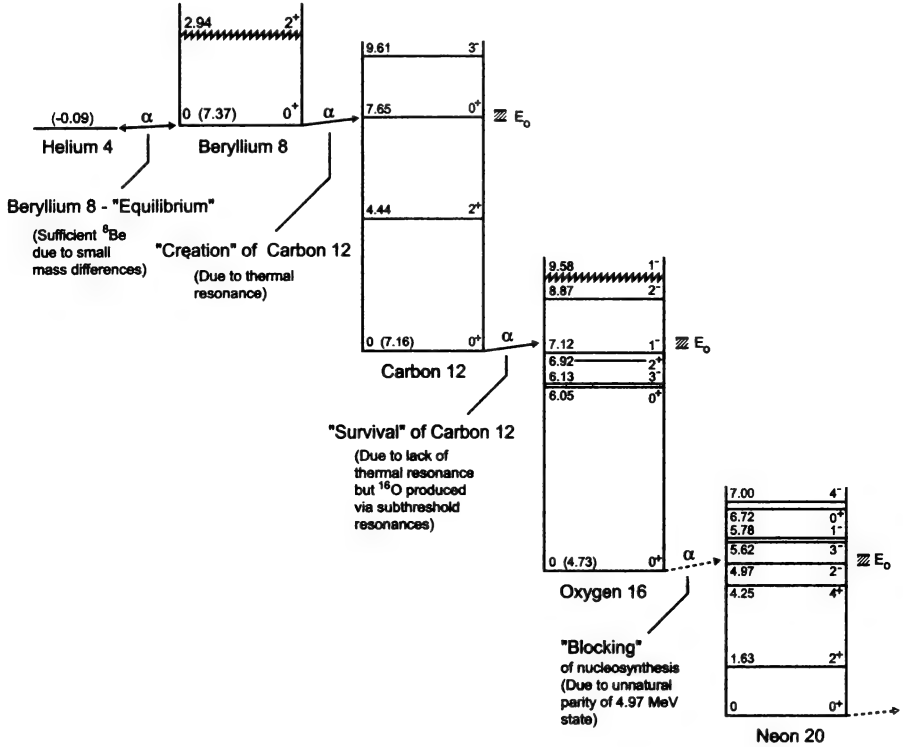 2.94 2⁺
0 (7.37) 0⁺
Beryllium 8
(-0.09)
Helium 4
α
α
9.61 3⁻
7.65 0⁺
4.44 2⁺
0 (7.16) 0⁺
Carbon 12
E₀
Beryllium 8 - "Equilibrium"
(Sufficient ⁸Be
due to small
mass differences)
"Creation" of Carbon 12
(Due to thermal
resonance)
α
9.58 1⁻
8.87 2⁻
7.12 1⁻
6.92 2⁺
6.13 3⁻
6.05 0⁺
0 (4.73) 0⁺
Oxygen 16
E₀
"Survival" of Carbon 12
(Due to lack of
thermal resonance
but ¹⁶O produced
via subthreshold
resonances)
α
7.00 4⁻
6.72 0⁺
5.78 1⁻
5.62 3⁻
4.97 2⁻
4.25 4⁺
1.63 2⁺
0 0⁺
Neon 20
E₀
"Blocking"
of nucleosynthesis
(Due to unnatural
parity of 4.97 MeV
state)